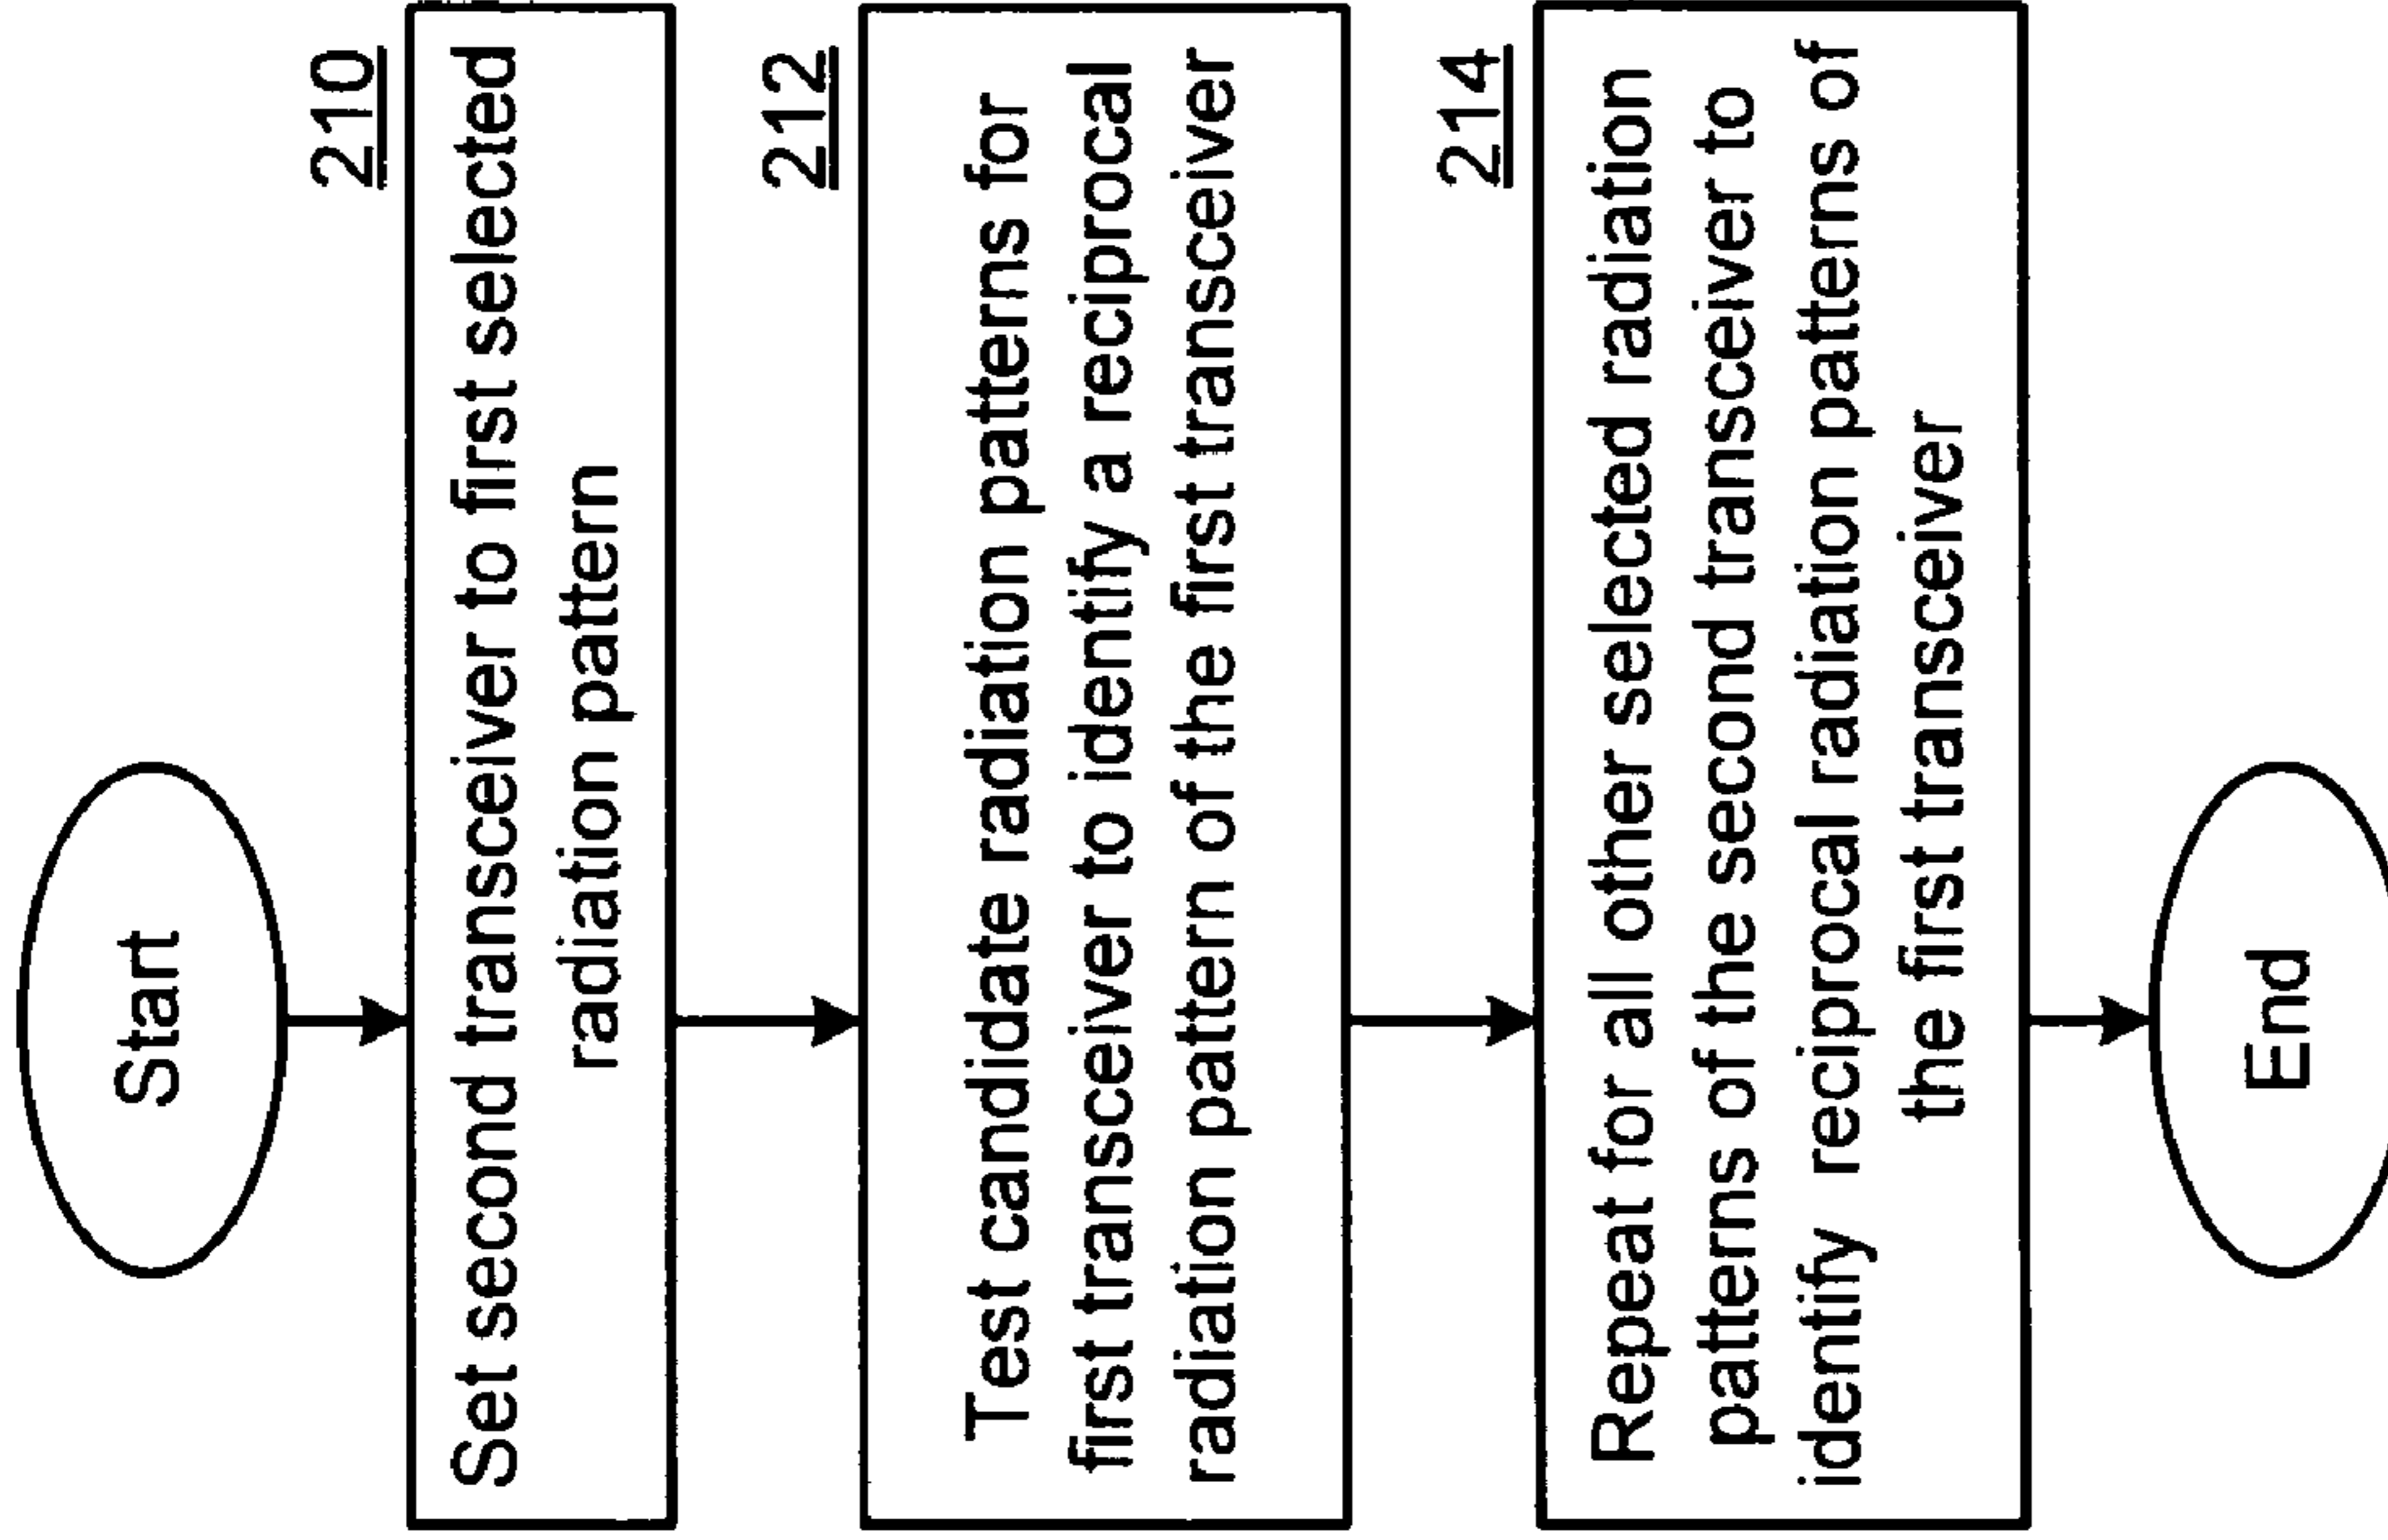 Start
210
Set second transceiver to first selected
radiation pattern
212
Test candidate radiation patterns for
first transceiver to identify a reciprocal
radiation pattern of the first transceiver
214
Repeat for all other selected radiation
patterns of the second transceiver to
identify reciprocal radiation patterns of
the first transceiver
End